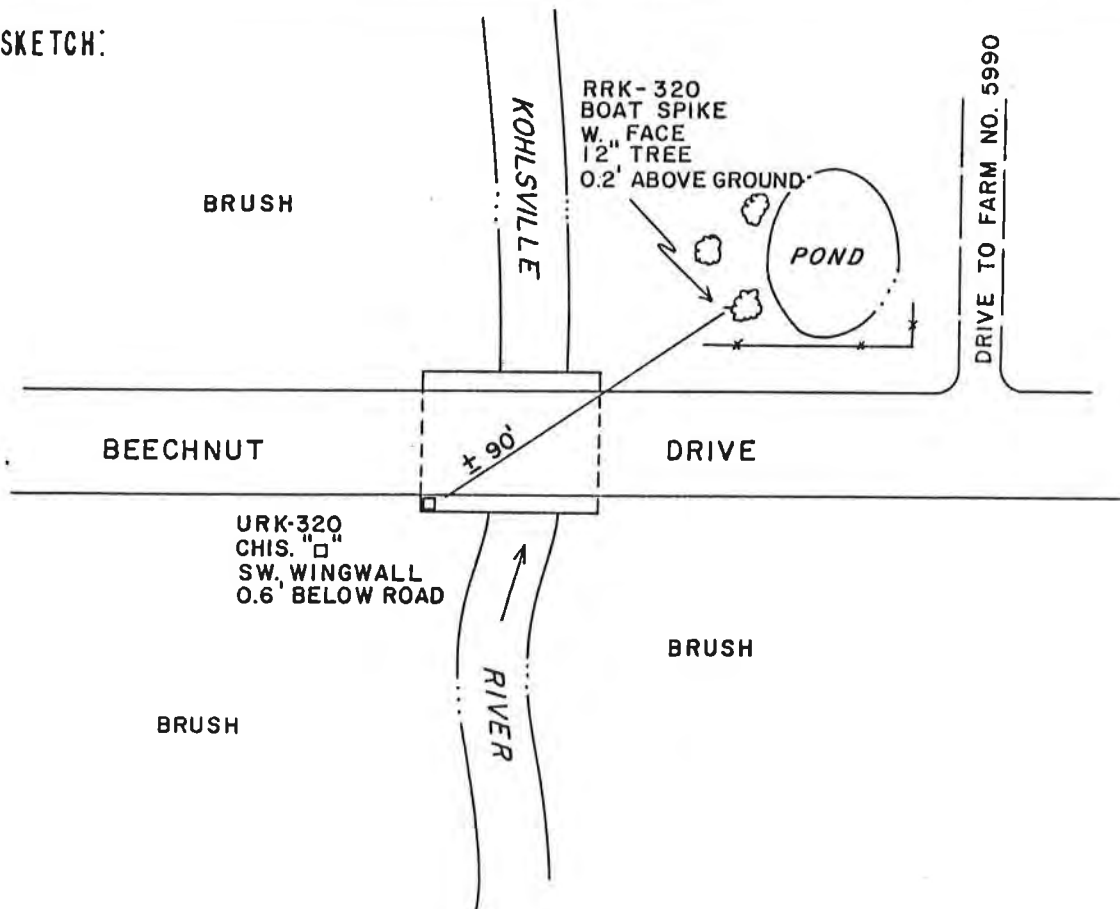 SKETCH:
KOHLSVILLE
RRK-320
BOAT SPIKE
W. FACE
12" TREE
0.2' ABOVE GROUND
DRIVE TO FARM NO. 5990
BRUSH
POND
BEECHNUT
± 90'
DRIVE
URK-320
CHIS. "□"
SW. WINGWALL
0.6' BELOW ROAD
RIVER
BRUSH
BRUSH